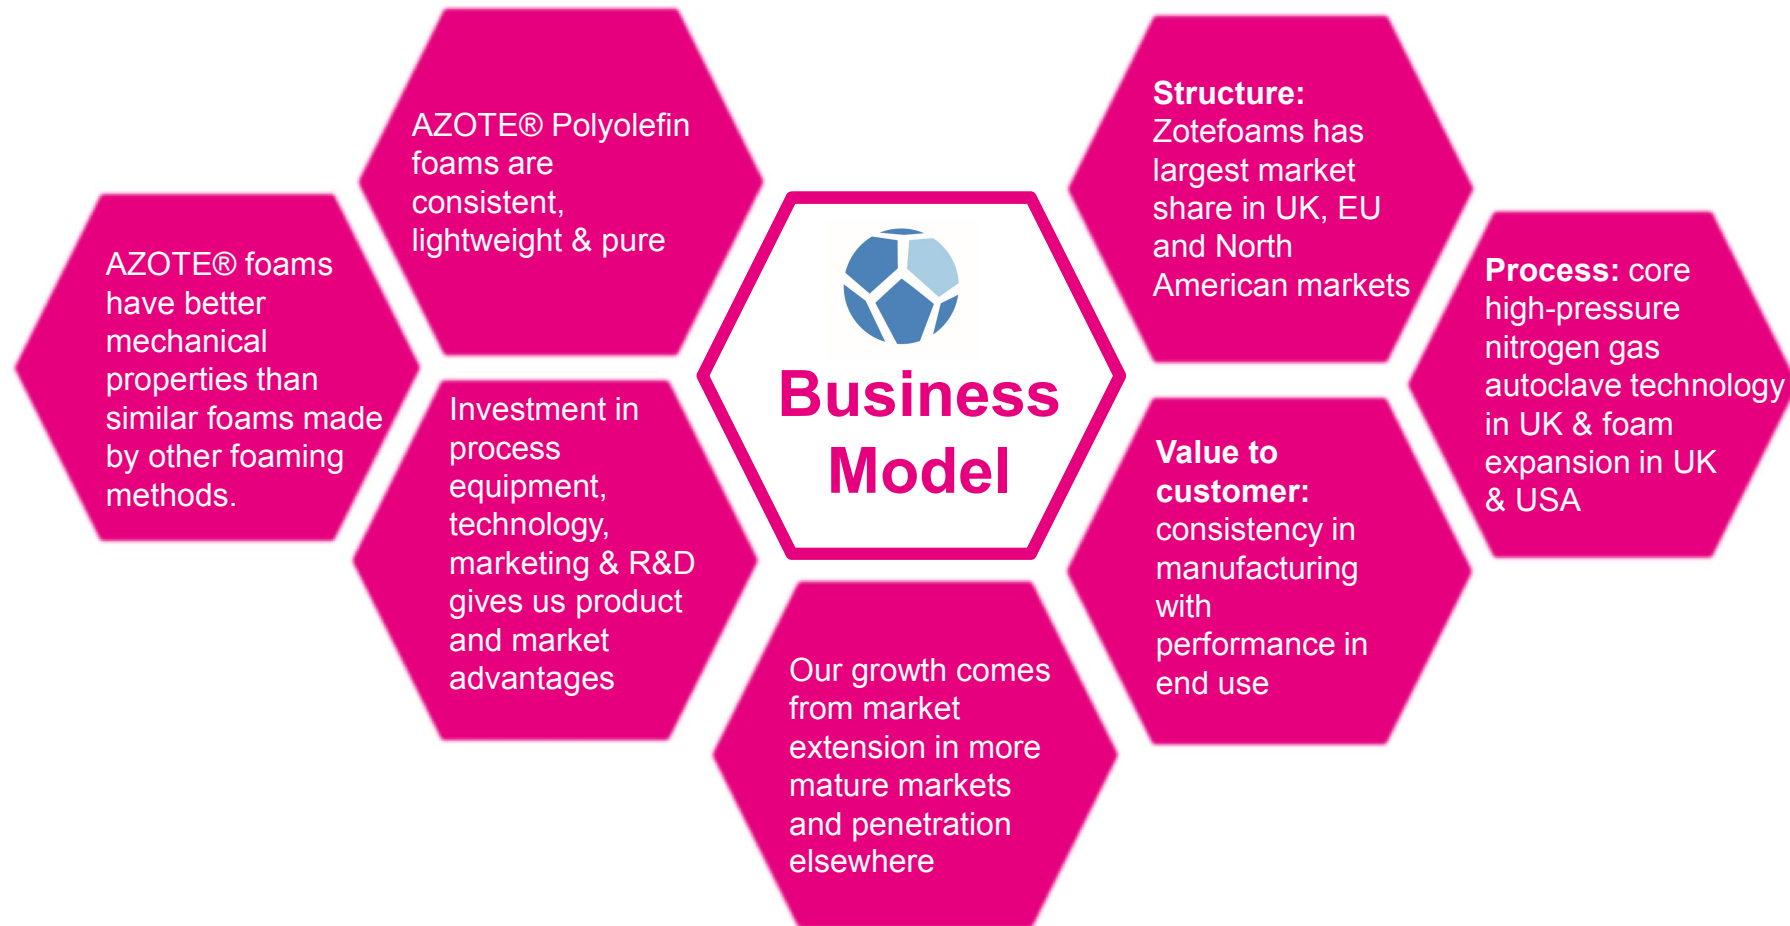 AZOTE® foams
have better
mechanical
properties than
similar foams made
by other foaming
methods.
AZOTE® Polyolefin
foams are
consistent,
lightweight & pure
Investment in
process
equipment,
technology,
marketing & R&D
gives us product
and market
advantages
Business
Model
Our growth comes
from market
extension in more
mature markets
and penetration
elsewhere
Structure:
Zotefoams has
largest market
share in UK, EU
and North
American markets
Value to
customer:
consistency in
manufacturing
with
performance in
end use
Process: core
high-pressure
nitrogen gas
autoclave technology
in UK & foam
expansion in UK
& USA